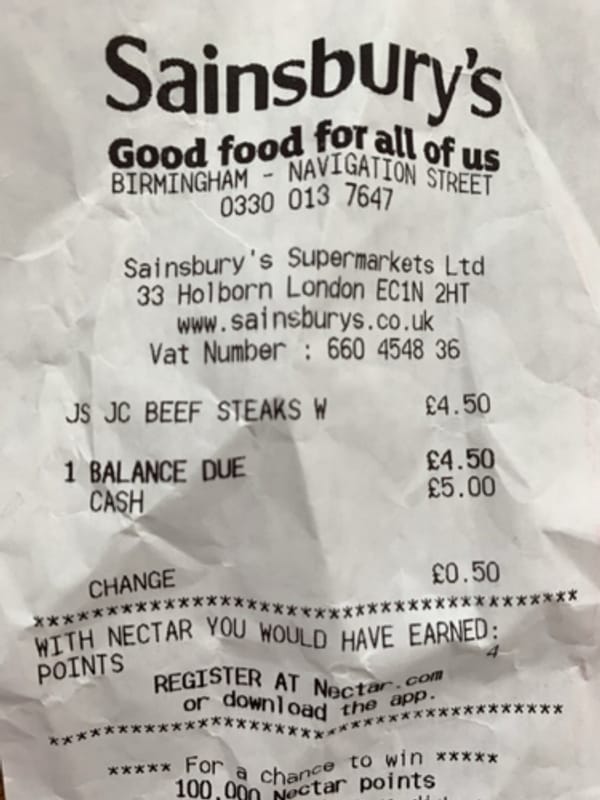 Sainsbury's
Good food for all of us
BIRMINGHAM - NAVIGATION STREET
0330 013 7647
Sainsbury's Supermarkets Ltd
33 Holborn London EC1N 2HT
www.sainsburys.co.uk
Vat Number : 660 4548 36
JS JC BEEF STEAKS W £4.50
1 BALANCE DUE £4.50
CASH £5.00
CHANGE £0.50
*************************************
WITH NECTAR YOU WOULD HAVE EARNED:
POINTS 4
REGISTER AT Nectar.com
or download the app.
*************************************
***** For a chance to win *****
100,000 Nectar points